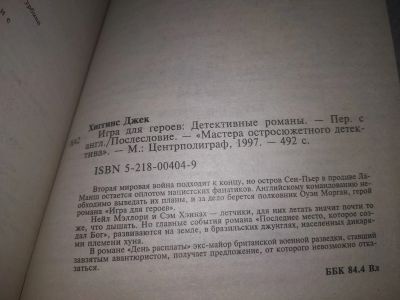 Хиггинс Джек
Игра для героев: Детективные романы. — Пер. с
англ./Послесловие. — «Мастера остросюжетного детек-
тива». — М.: Центрполиграф, 1997. — 492 с.
ISBN 5-218-00404-9
Вторая мировая война подходит к концу, но остров Сен-Пьер в проливе Ла-
Манш остается оплотом нацистских фанатиков. Английскому командованию не-
обходимо выведать их планы, и за дело берется полковник Оуэн Морган, герой
романа «Игра для героев».
Нейл Мэллори и Сэм Хэннах — летчики, для них летать значит почти то
же, что дышать. Но главные события романа «Последнее место, которое соз-
дал Бог», развиваются на земле, в бразильских джунглях, населенных дикаря-
ми племени хуна.
В романе «День расплаты» экс-майор британской военной разведки, ставший
завзятым авантюристом, получает предложение, от которого невозможно отка-
заться.
ББК 84.4 Вл